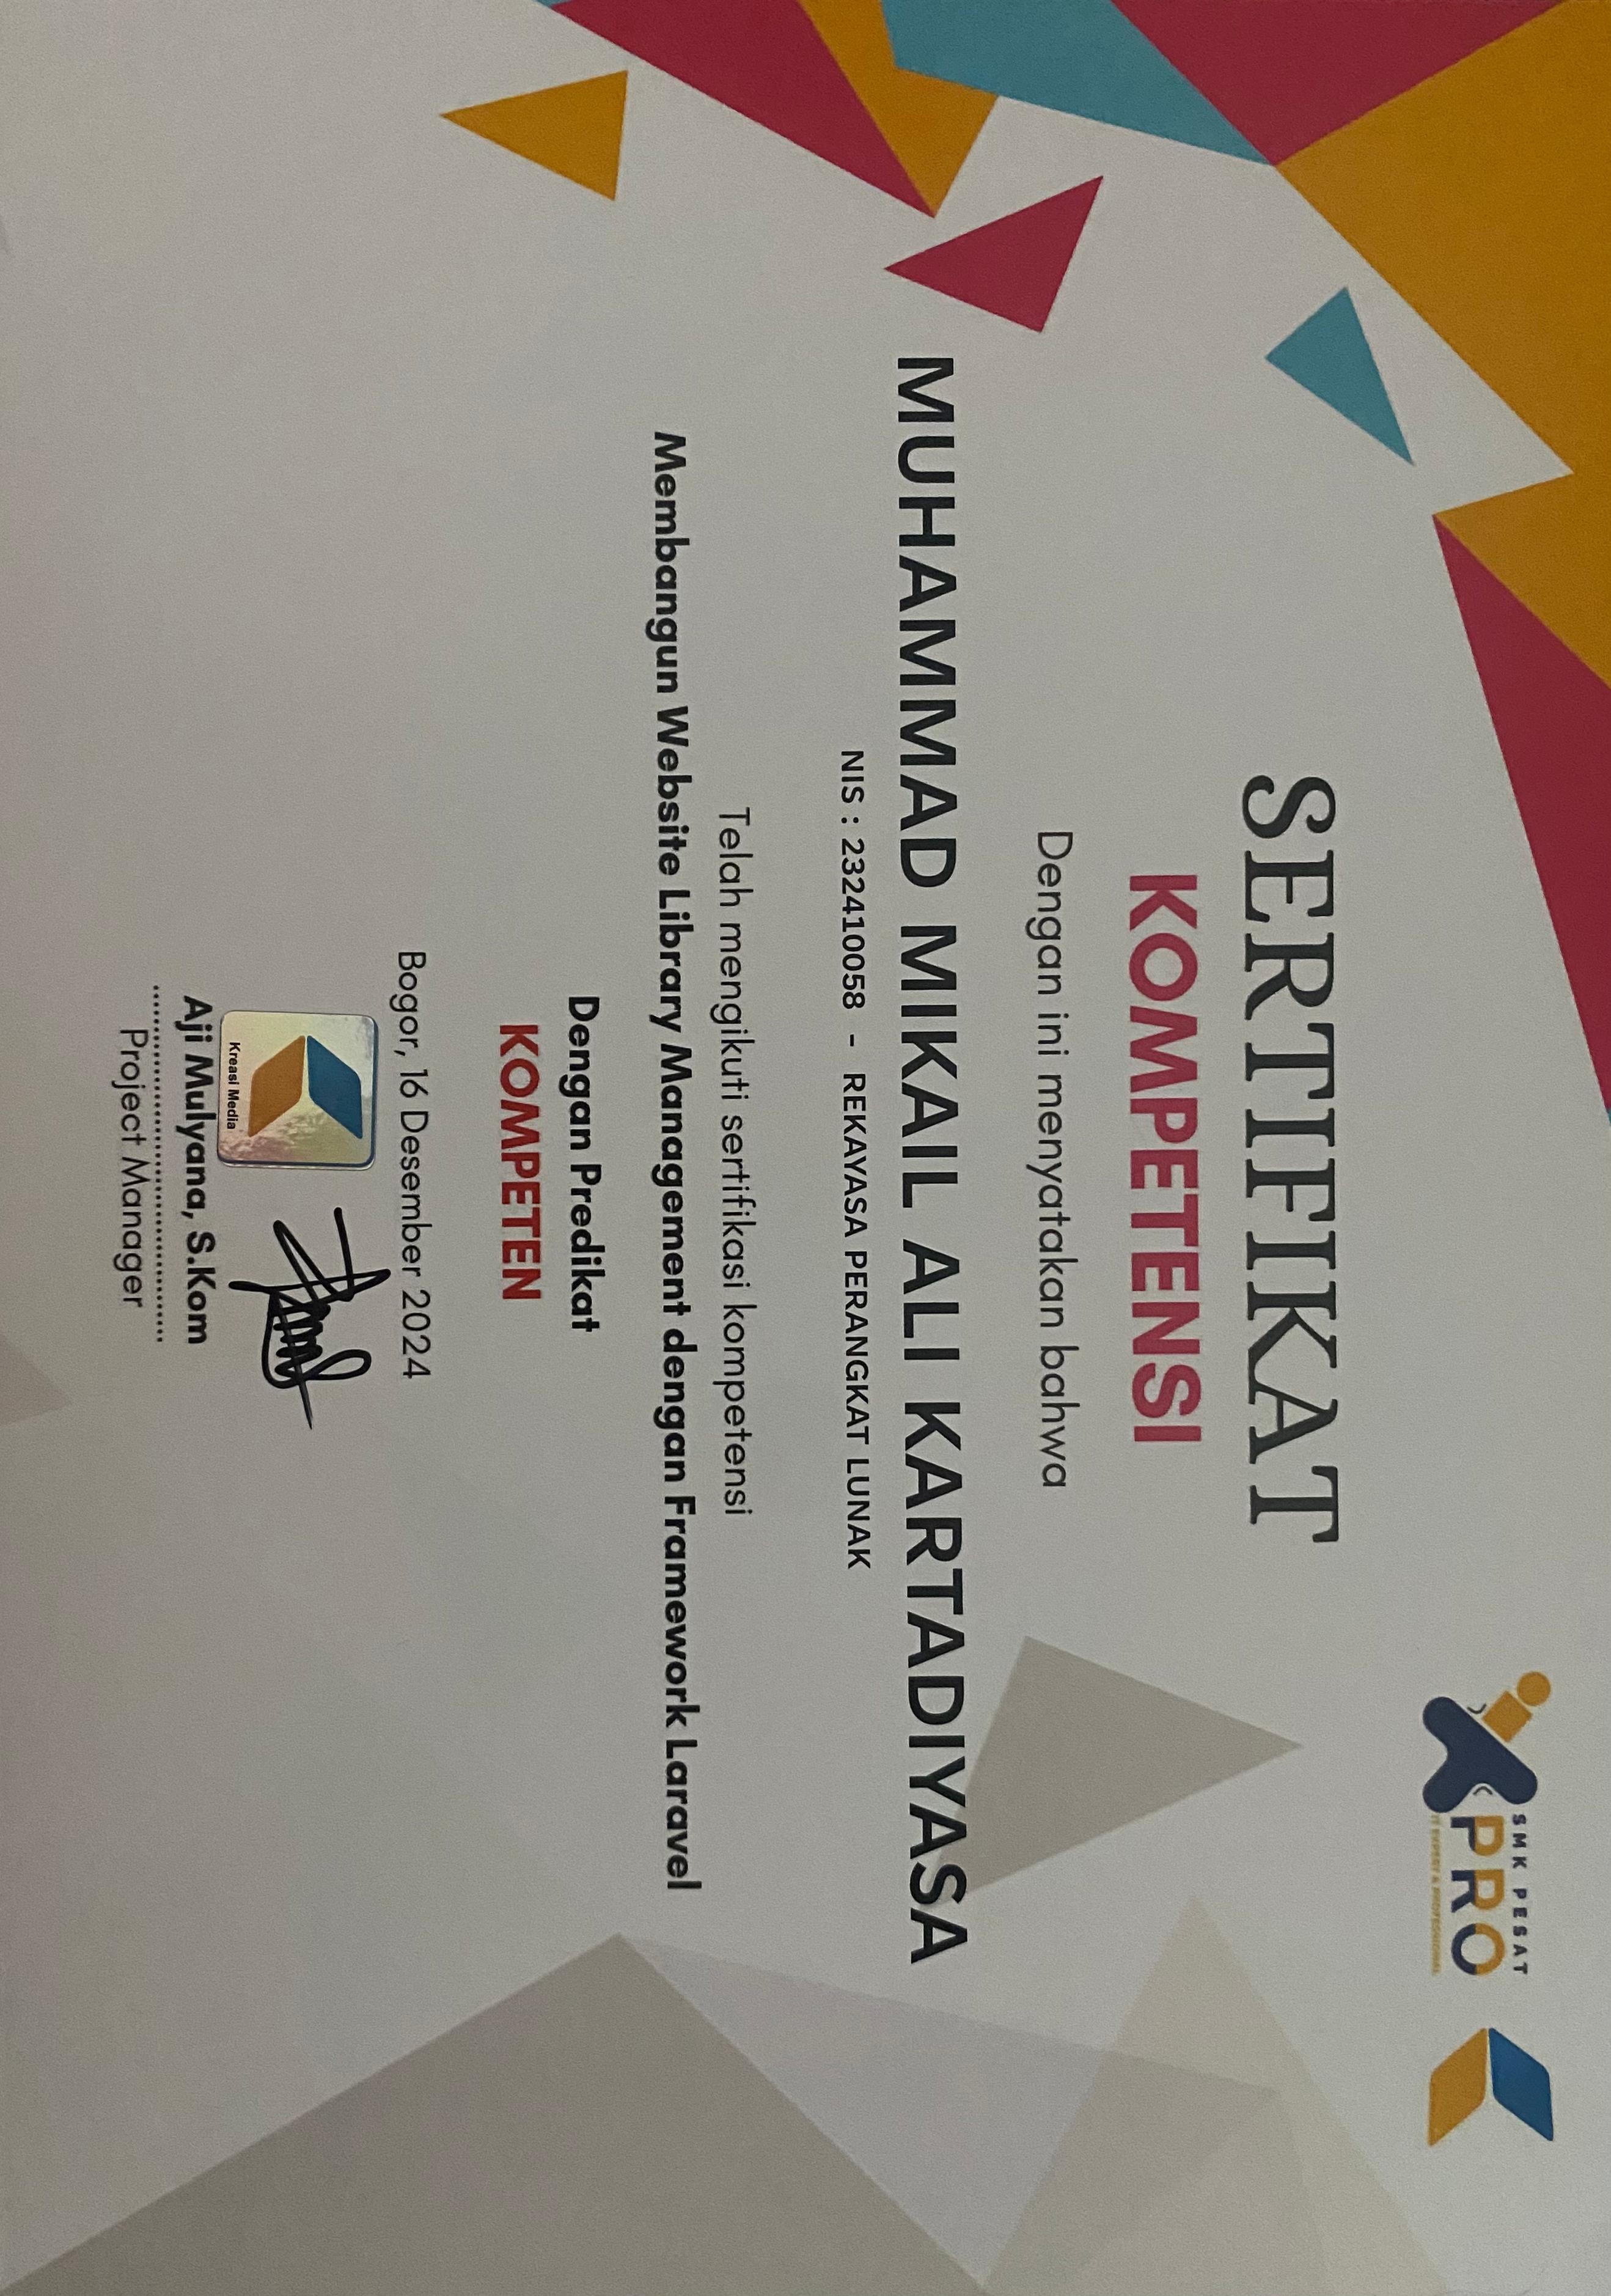 SMK PESAT
PRO
IT EXPERT & PROFESSIONAL
SERTIFIKAT
KOMPETENSI
Dengan ini menyatakan bahwa
MUHAMMAD MIKAIL ALI KARTADIYASA
NIS : 232410058 - REKAYASA PERANGKAT LUNAK
Telah mengikuti sertifikasi kompetensi
Membangun Website Library Management dengan Framework Laravel
Dengan Predikat
KOMPETEN
Bogor, 16 Desember 2024
Kreasi Media
Aji Mulyana, S.Kom
Project Manager